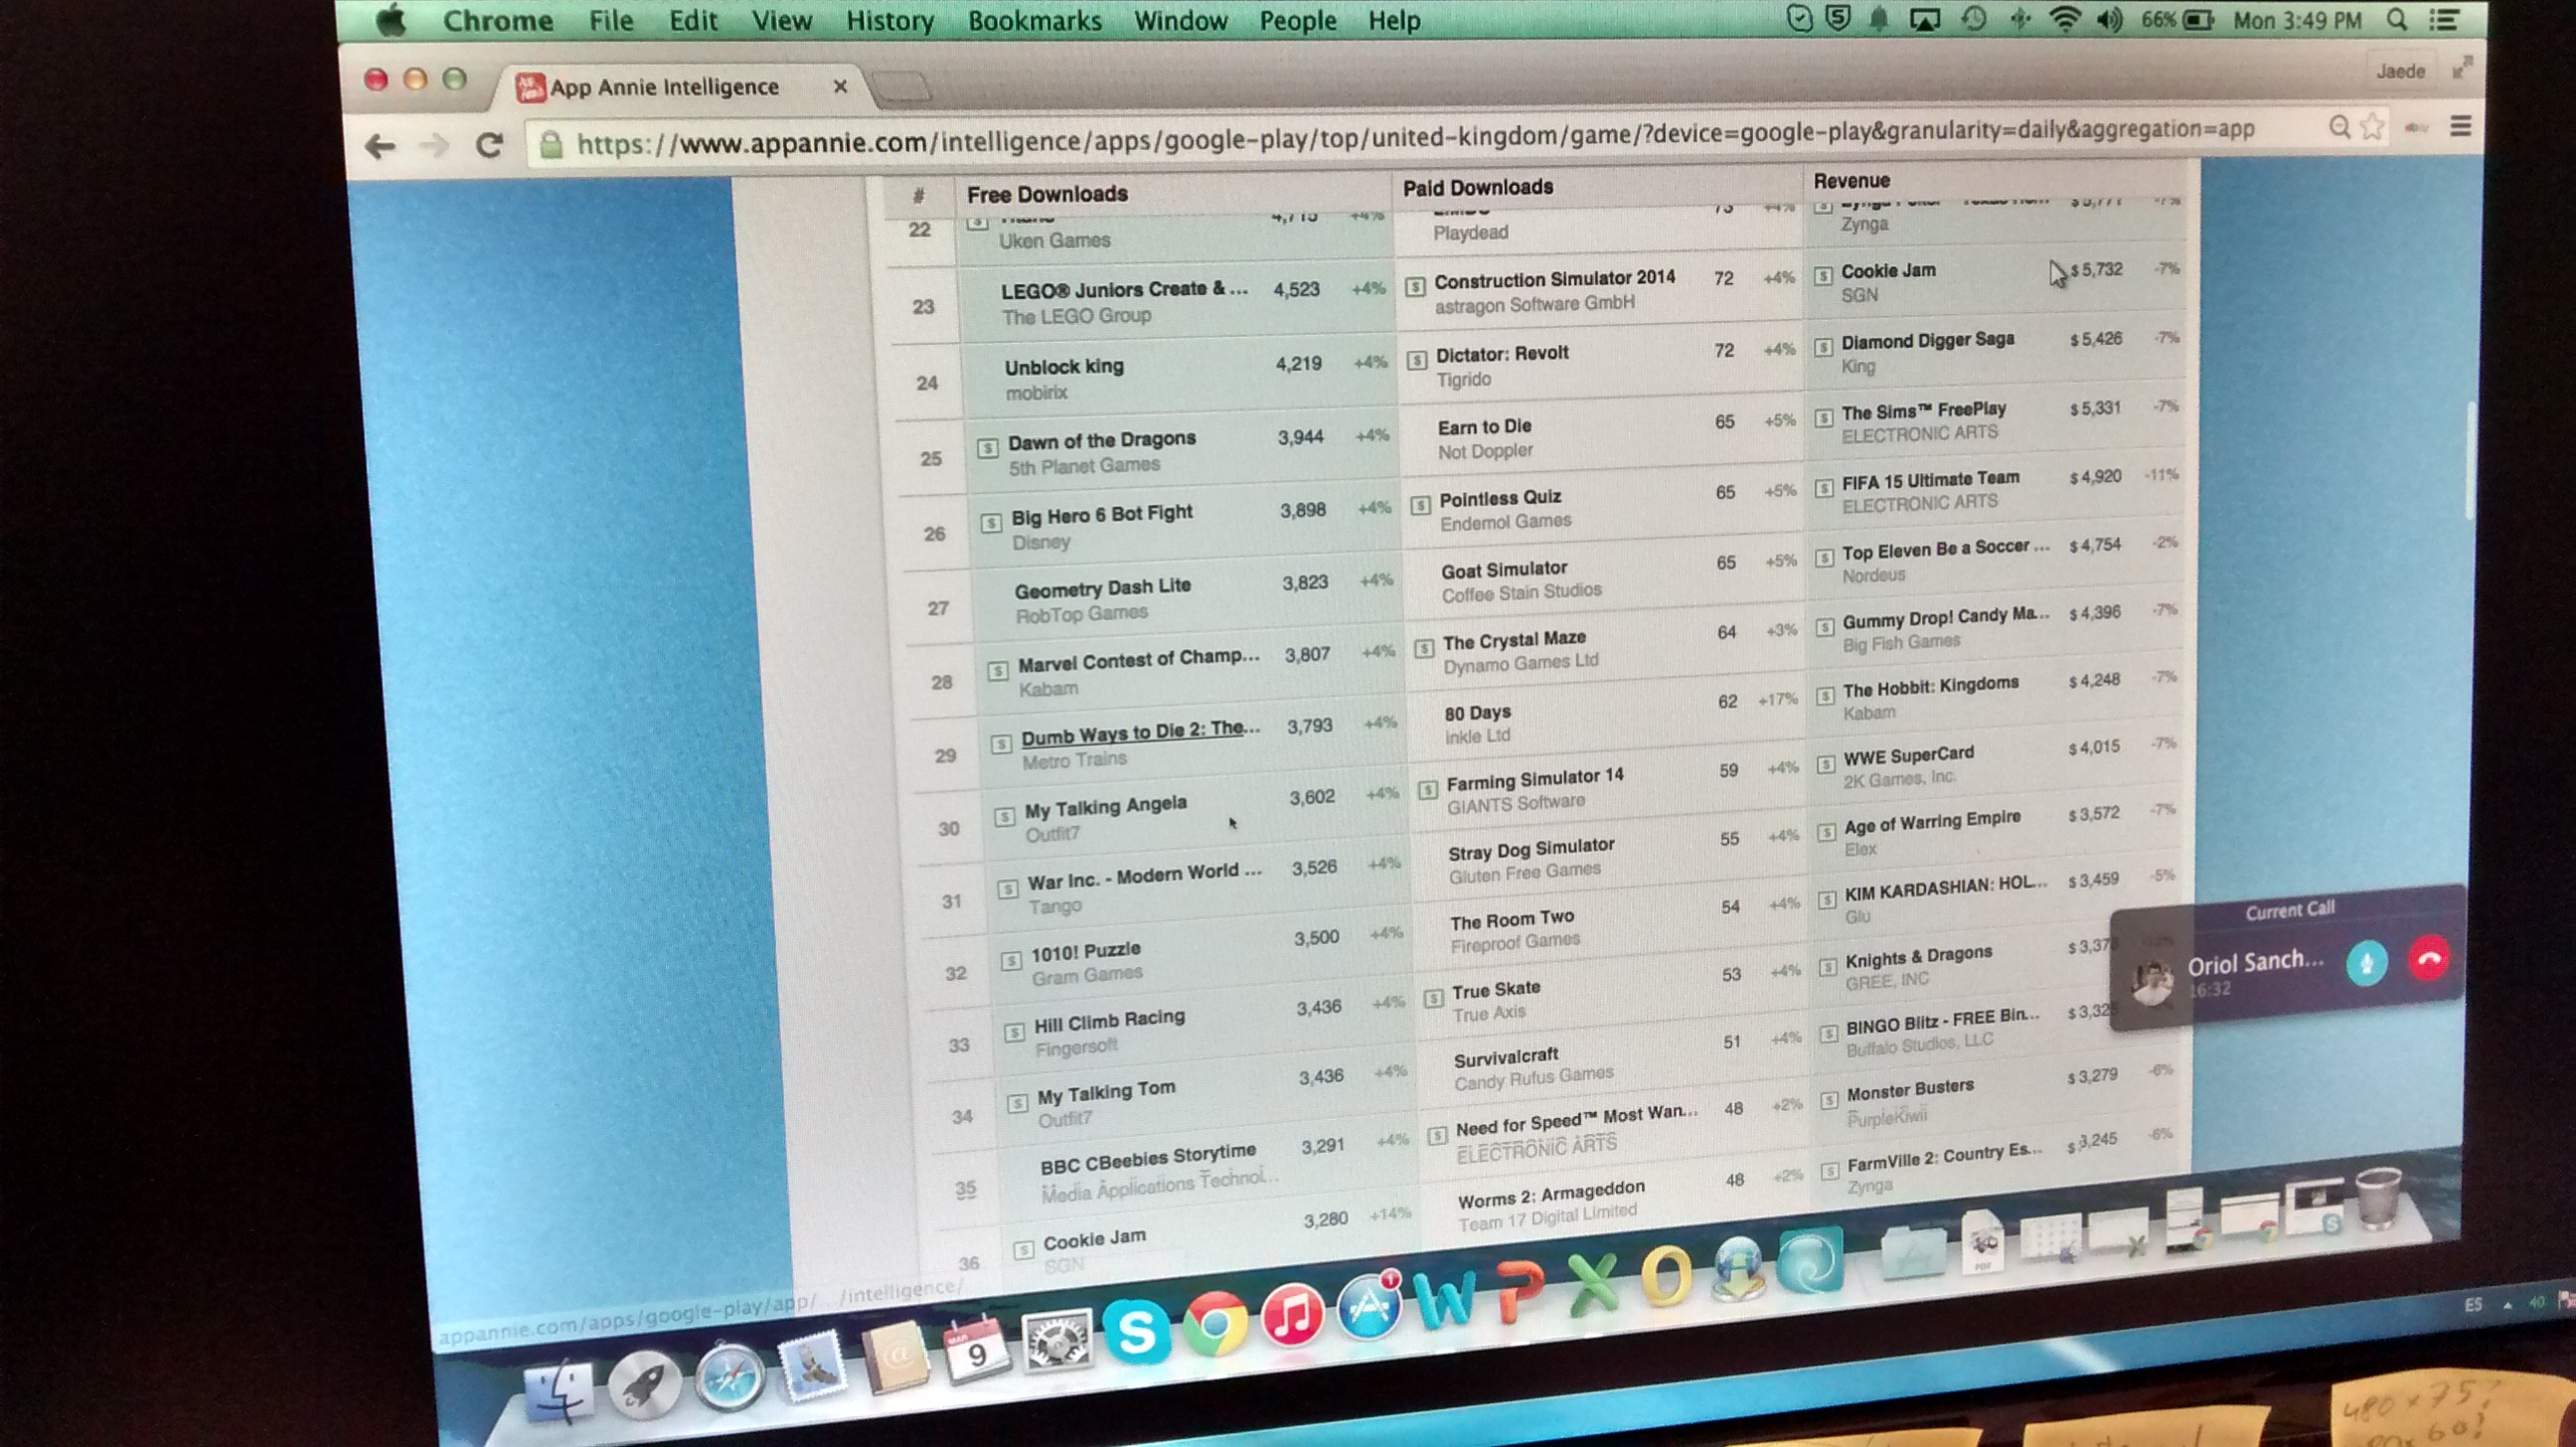 Chrome File Edit View History Bookmarks Window People Help 66% Mon 3:49 PM
App Annie Intelligence Jaede
https://www.appannie.com/intelligence/apps/google-play/top/united-kingdom/game/?device=google-play&granularity=daily&aggregation=app
# Free Downloads Paid Downloads Revenue
22 4,715 +4% 73 +4% $5,771 -7%
Uken Games Playdead Zynga
23 LEGO® Juniors Create & ... 4,523 +4% Construction Simulator 2014 72 +4% Cookie Jam $5,732 -7%
The LEGO Group astragon Software GmbH SGN
24 Unblock king 4,219 +4% Dictator: Revolt 72 +4% Diamond Digger Saga $5,426 -7%
mobirix Tigrido King
25 Dawn of the Dragons 3,944 +4% Earn to Die 65 +5% The Sims™ FreePlay $5,331 -7%
5th Planet Games Not Doppler ELECTRONIC ARTS
26 Big Hero 6 Bot Fight 3,898 +4% Pointless Quiz 65 +5% FIFA 15 Ultimate Team $4,920 -11%
Disney Endemol Games ELECTRONIC ARTS
27 Geometry Dash Lite 3,823 +4% Goat Simulator 65 +5% Top Eleven Be a Soccer ... $4,754 -2%
RobTop Games Coffee Stain Studios Nordeus
28 Marvel Contest of Champ... 3,807 +4% The Crystal Maze 64 +3% Gummy Drop! Candy Ma... $4,396 -7%
Kabam Dynamo Games Ltd Big Fish Games
29 Dumb Ways to Die 2: The... 3,793 +4% 80 Days 62 +17% The Hobbit: Kingdoms $4,248 -7%
Metro Trains inkle Ltd Kabam
30 My Talking Angela 3,602 +4% Farming Simulator 14 59 +4% WWE SuperCard $4,015 -7%
Outfit7 GIANTS Software 2K Games, Inc.
31 War Inc. - Modern World ... 3,526 +4% Stray Dog Simulator 55 +4% Age of Warring Empire $3,572 -7%
Tango Gluten Free Games Elex
32 1010! Puzzle 3,500 +4% The Room Two 54 +4% KIM KARDASHIAN: HOL... $3,459 -5%
Gram Games Fireproof Games Glu
33 Hill Climb Racing 3,436 +4% True Skate 53 +4% Knights & Dragons $3,37
Fingersoft True Axis GREE, INC
34 My Talking Tom 3,436 +4% Survivalcraft 51 +4% BINGO Blitz - FREE Bin... $3,32
Outfit7 Candy Rufus Games Buffalo Studios, LLC
35 BBC CBeebies Storytime 3,291 +4% Need for Speed™ Most Wan... 48 +2% Monster Busters $3,279 -6%
Media Applications Technol... ELECTRONIC ARTS PurpleKiwii
36 Cookie Jam 3,280 +14% Worms 2: Armageddon 48 +2% FarmVille 2: Country Es... $3,245 -6%
SGN Team 17 Digital Limited Zynga
Current Call
Oriol Sanch...
16:32
appannie.com/apps/google-play/app/.../intelligence/
MAR
9
PDF
ES 40
480 x 75?
60?